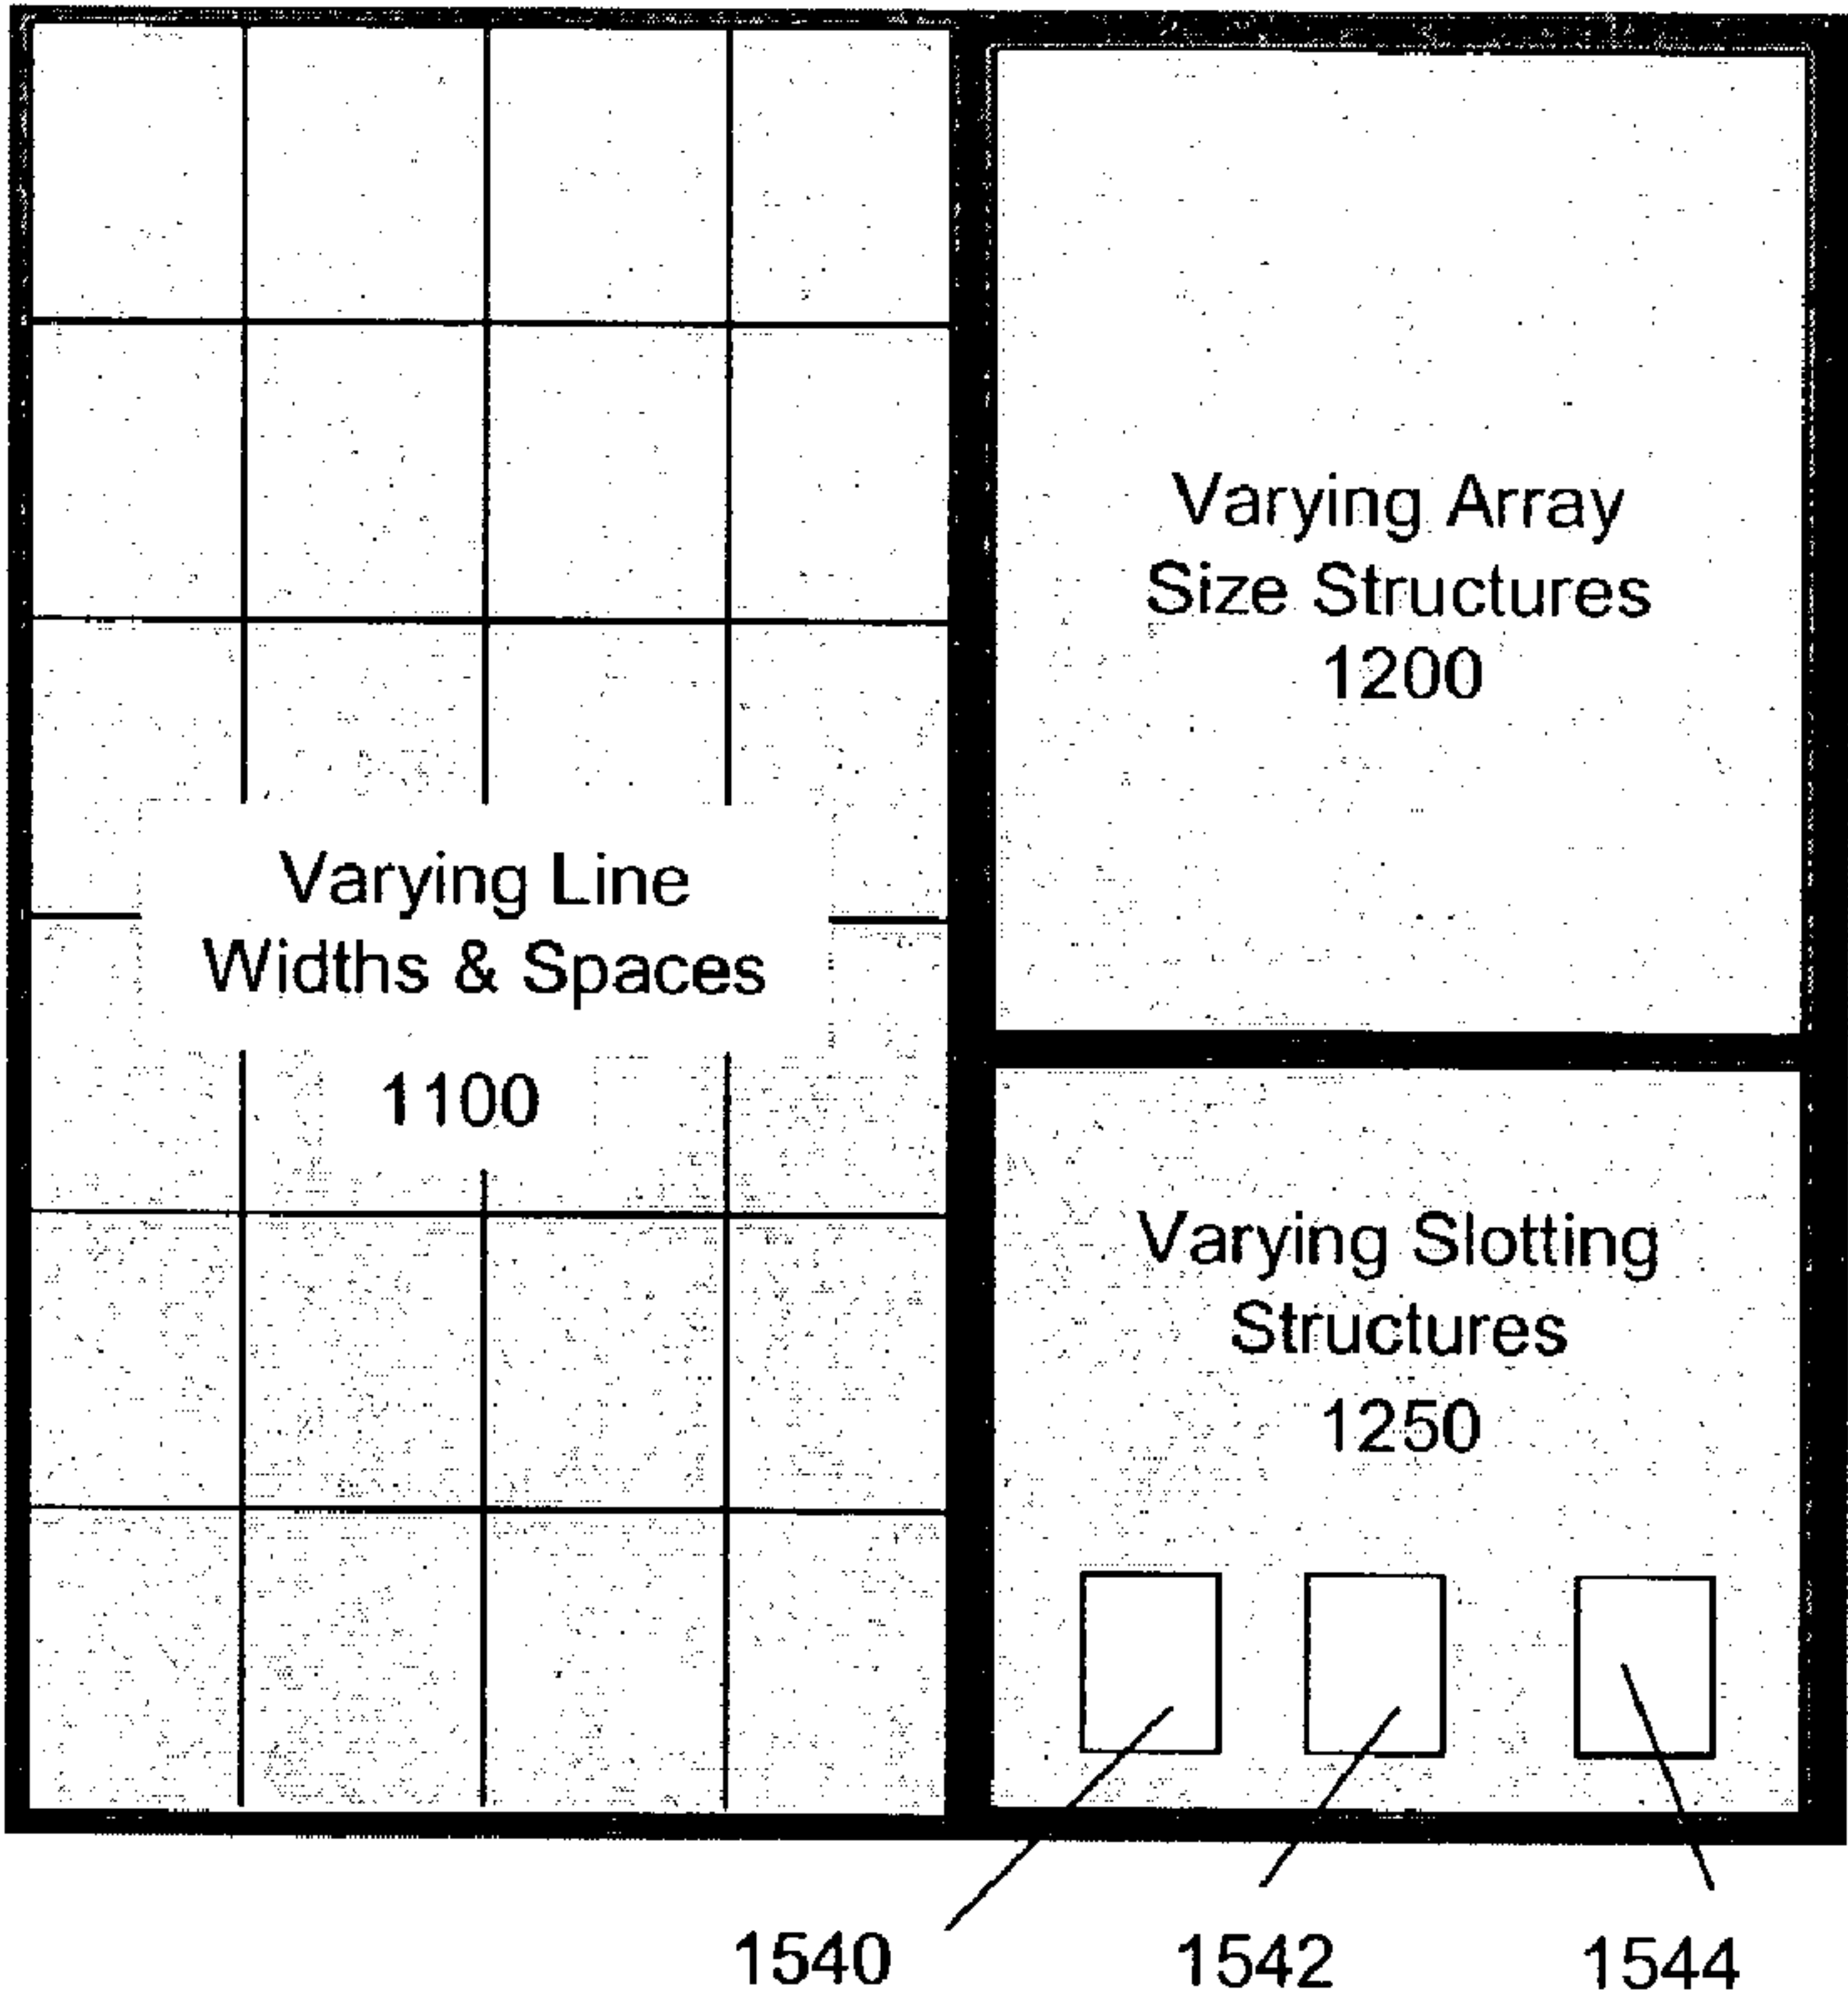 Varying Line
Widths & Spaces
1100
Varying Array
Size Structures
1200
Varying Slotting
Structures
1250
1540
1542
1544